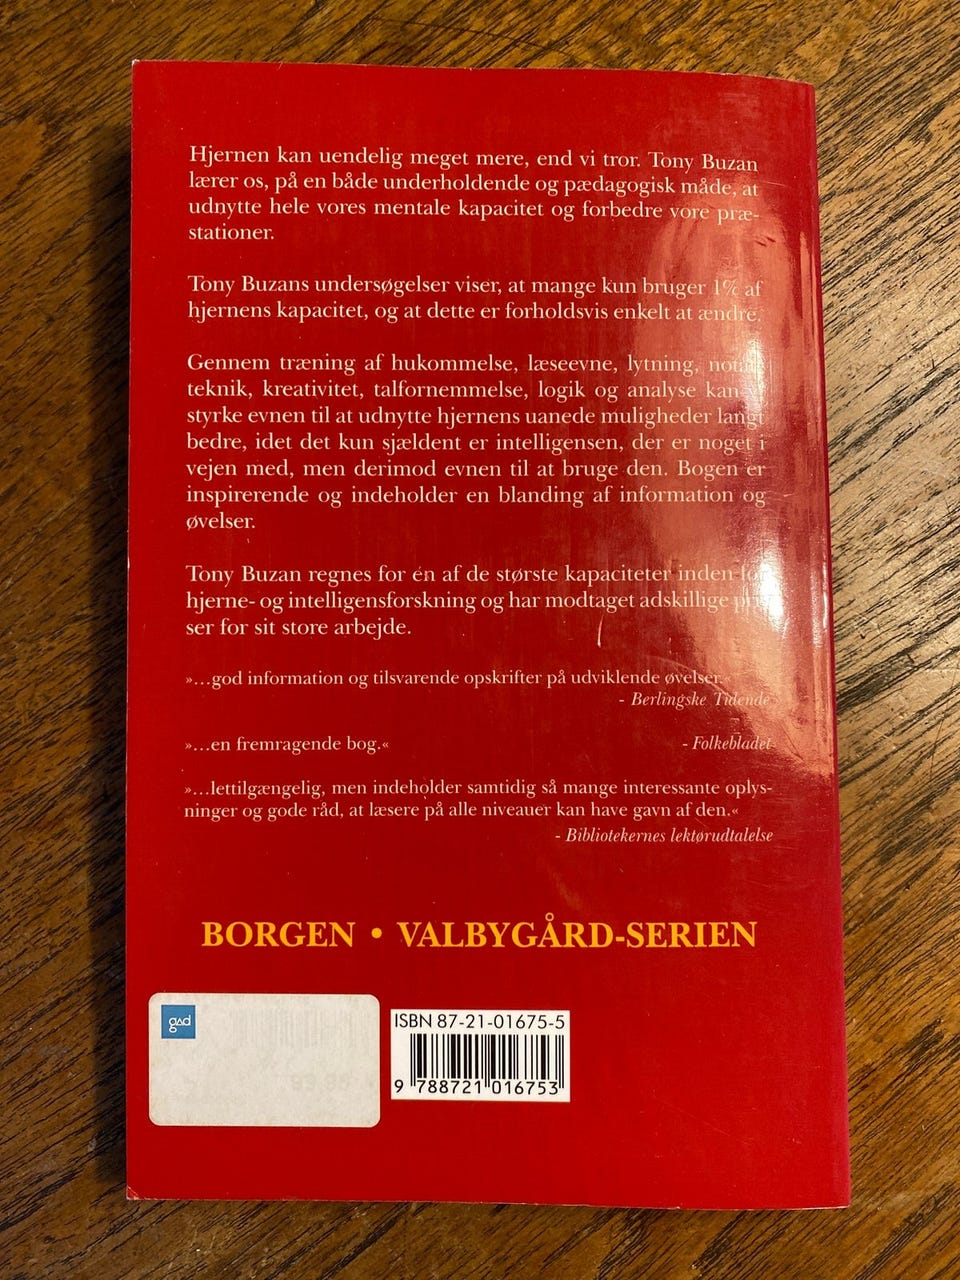 Hjernen kan uendelig meget mere, end vi tror. Tony Buzan
lærer os, på en både underholdende og pædagogisk måde, at
udnytte hele vores mentale kapacitet og forbedre vore præ-
stationer.
Tony Buzans undersøgelser viser, at mange kun bruger 1% af
hjernens kapacitet, og at dette er forholdsvis enkelt at ændre.
Gennem træning af hukommelse, læseevne, lytning,
teknik, kreativitet, talfornemmelse, logik og analyse kan
styrke evnen til at udnytte hjernens uanede muligheder langt
bedre, idet det kun sjældent er intelligensen, der er noget i
vejen med, men derimod evnen til at bruge den. Bogen er
inspirerende og indeholder en blanding af information og
øvelser.
Tony Buzan regnes for én af de største kapaciteter inden for
hjerne- og intelligensforskning og har modtaget adskillige
ser for sit store arbejde.
»...god information og tilsvarende opskrifter på udviklende øvelser.«
- Berlingske Tidende
»...en fremragende bog.« - Folkebladet
»...lettilgængelig, men indeholder samtidig så mange interessante oplys-
ninger og gode råd, at læsere på alle niveauer kan have gavn af den.«
- Bibliotekernes lektørudtalelse
BORGEN • VALBYGÅRD-SERIEN
gad
ISBN 87-21-01675-5
9 788721 016753